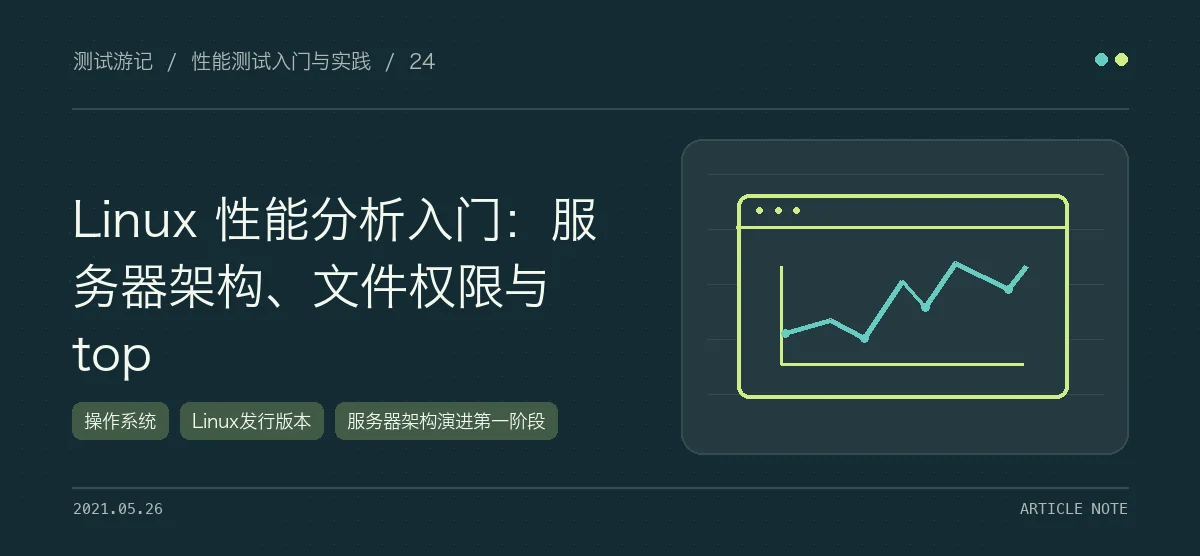 测试游记 / 性能测试入门与实践 / 24
Linux 性能分析入门：服
务器架构、文件权限与
top
操作系统
Linux发行版本
服务器架构演进第一阶段
2021.05.26
ARTICLE NOTE